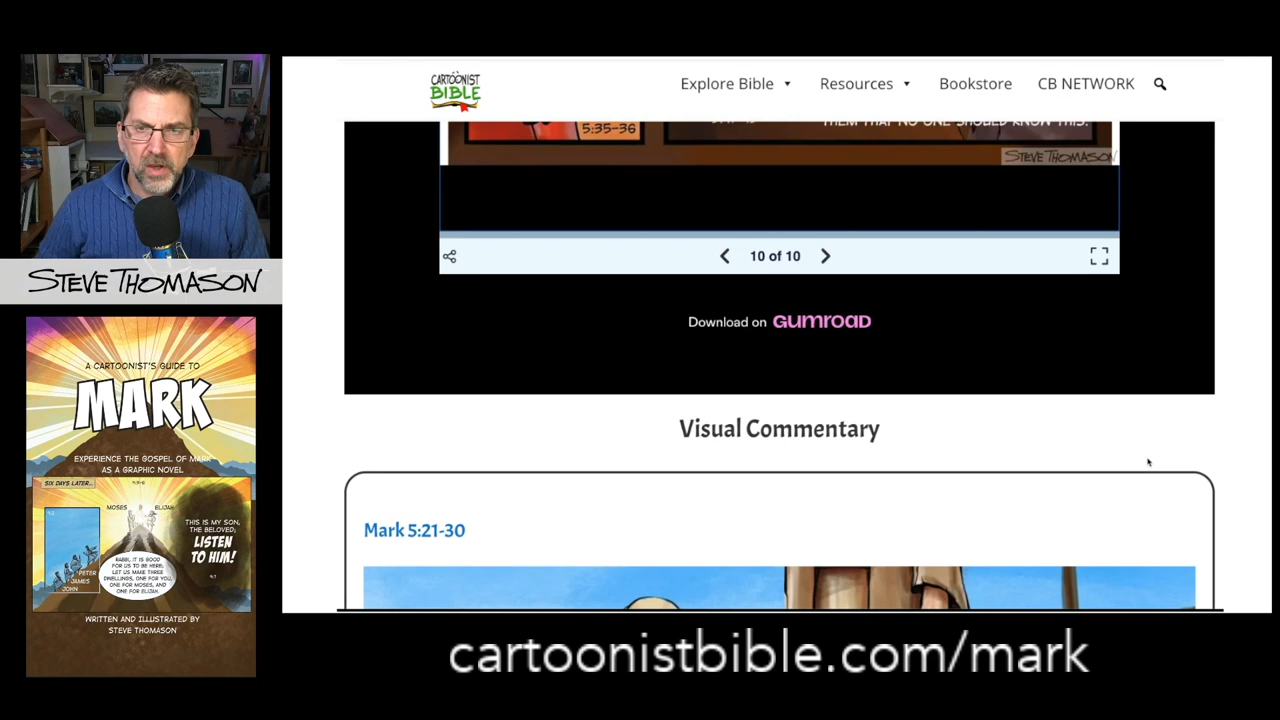 STEVE THOMASON
A CARTOONIST'S GUIDE TO
MARK
EXPERIENCE THE GOSPEL OF MARK
AS A GRAPHIC NOVEL
SIX DAYS LATER...
9:2
MOSES
ELIJAH
THIS IS MY SON,
THE BELOVED;
LISTEN
TO HIM!
9:7
PETER
JAMES
JOHN
RABBI, IT IS GOOD
FOR US TO BE HERE;
LET US MAKE THREE
DWELLINGS, ONE FOR YOU,
ONE FOR MOSES, AND
ONE FOR ELIJAH.
WRITTEN AND ILLUSTRATED BY
STEVE THOMASON
CARTOONIST
BIBLE
Explore Bible
Resources
Bookstore
CB NETWORK
5:35-36
THEM THAT NO ONE SHOULD KNOW THIS.
STEVE THOMASON
10 of 10
Download on GUMROAD
Visual Commentary
Mark 5:21-30
cartoonistbible.com/mark